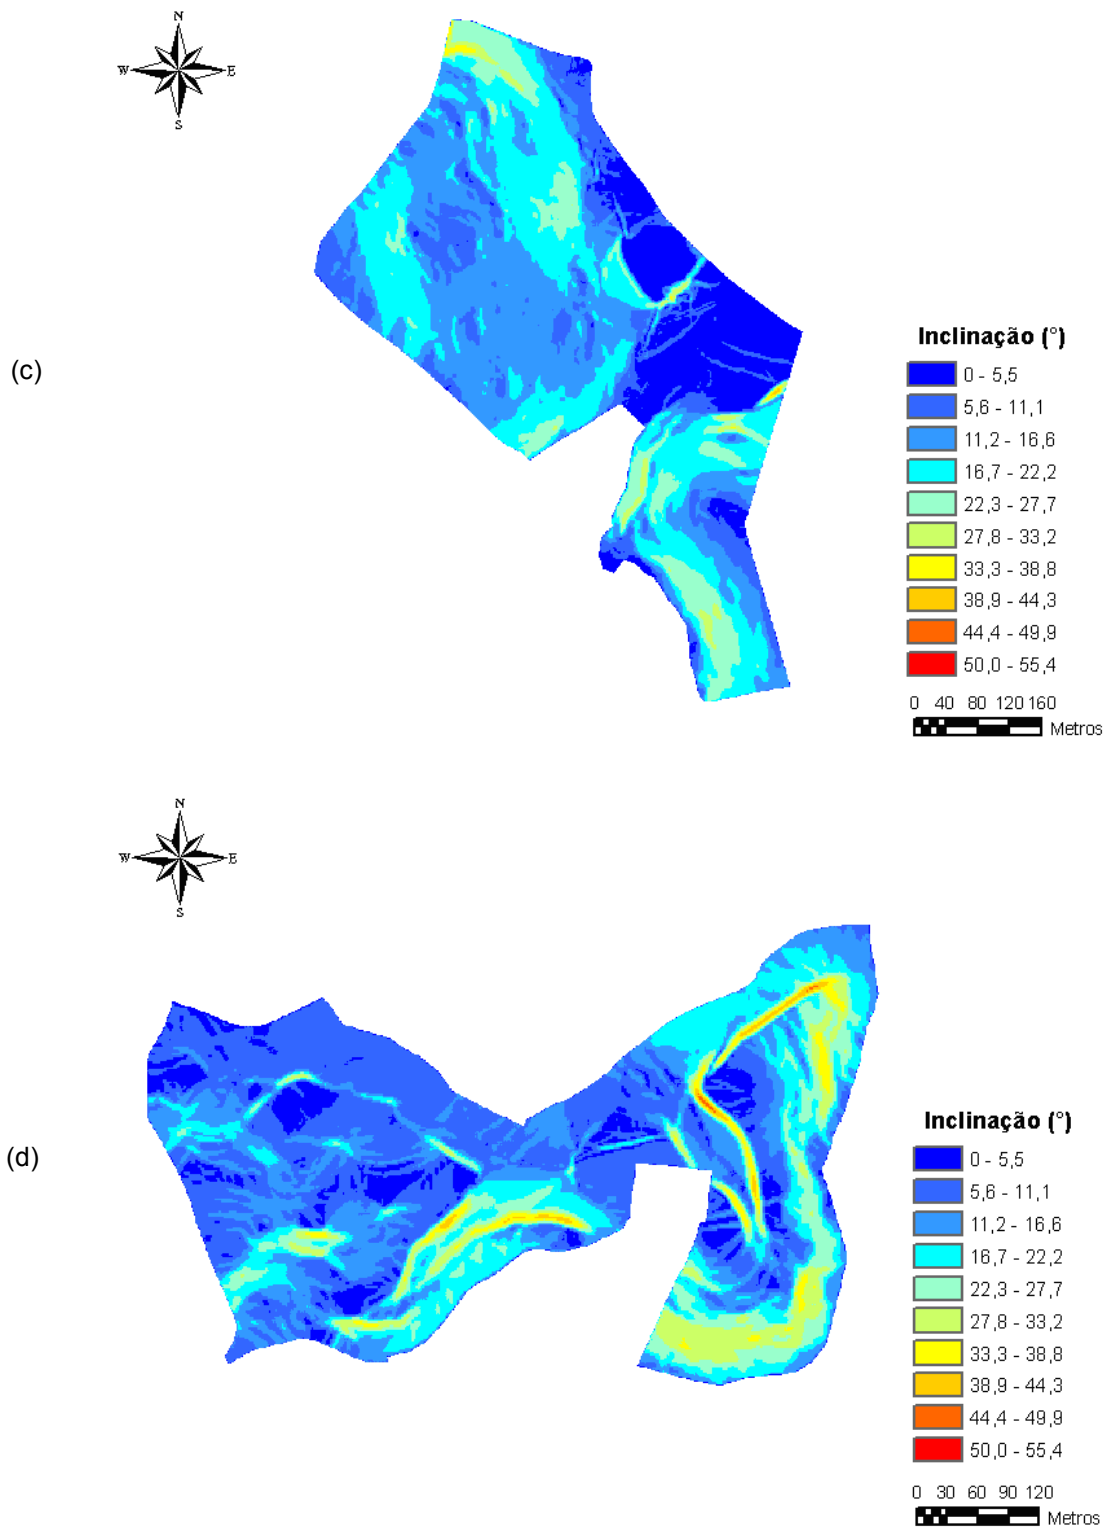 N
W E
S
(c)
Inclinação (°)
0 - 5,5
5,6 - 11,1
11,2 - 16,6
16,7 - 22,2
22,3 - 27,7
27,8 - 33,2
33,3 - 38,8
38,9 - 44,3
44,4 - 49,9
50,0 - 55,4
0 40 80 120 160
Metros
N
W E
S
(d)
Inclinação (°)
0 - 5,5
5,6 - 11,1
11,2 - 16,6
16,7 - 22,2
22,3 - 27,7
27,8 - 33,2
33,3 - 38,8
38,9 - 44,3
44,4 - 49,9
50,0 - 55,4
0 30 60 90 120
Metros